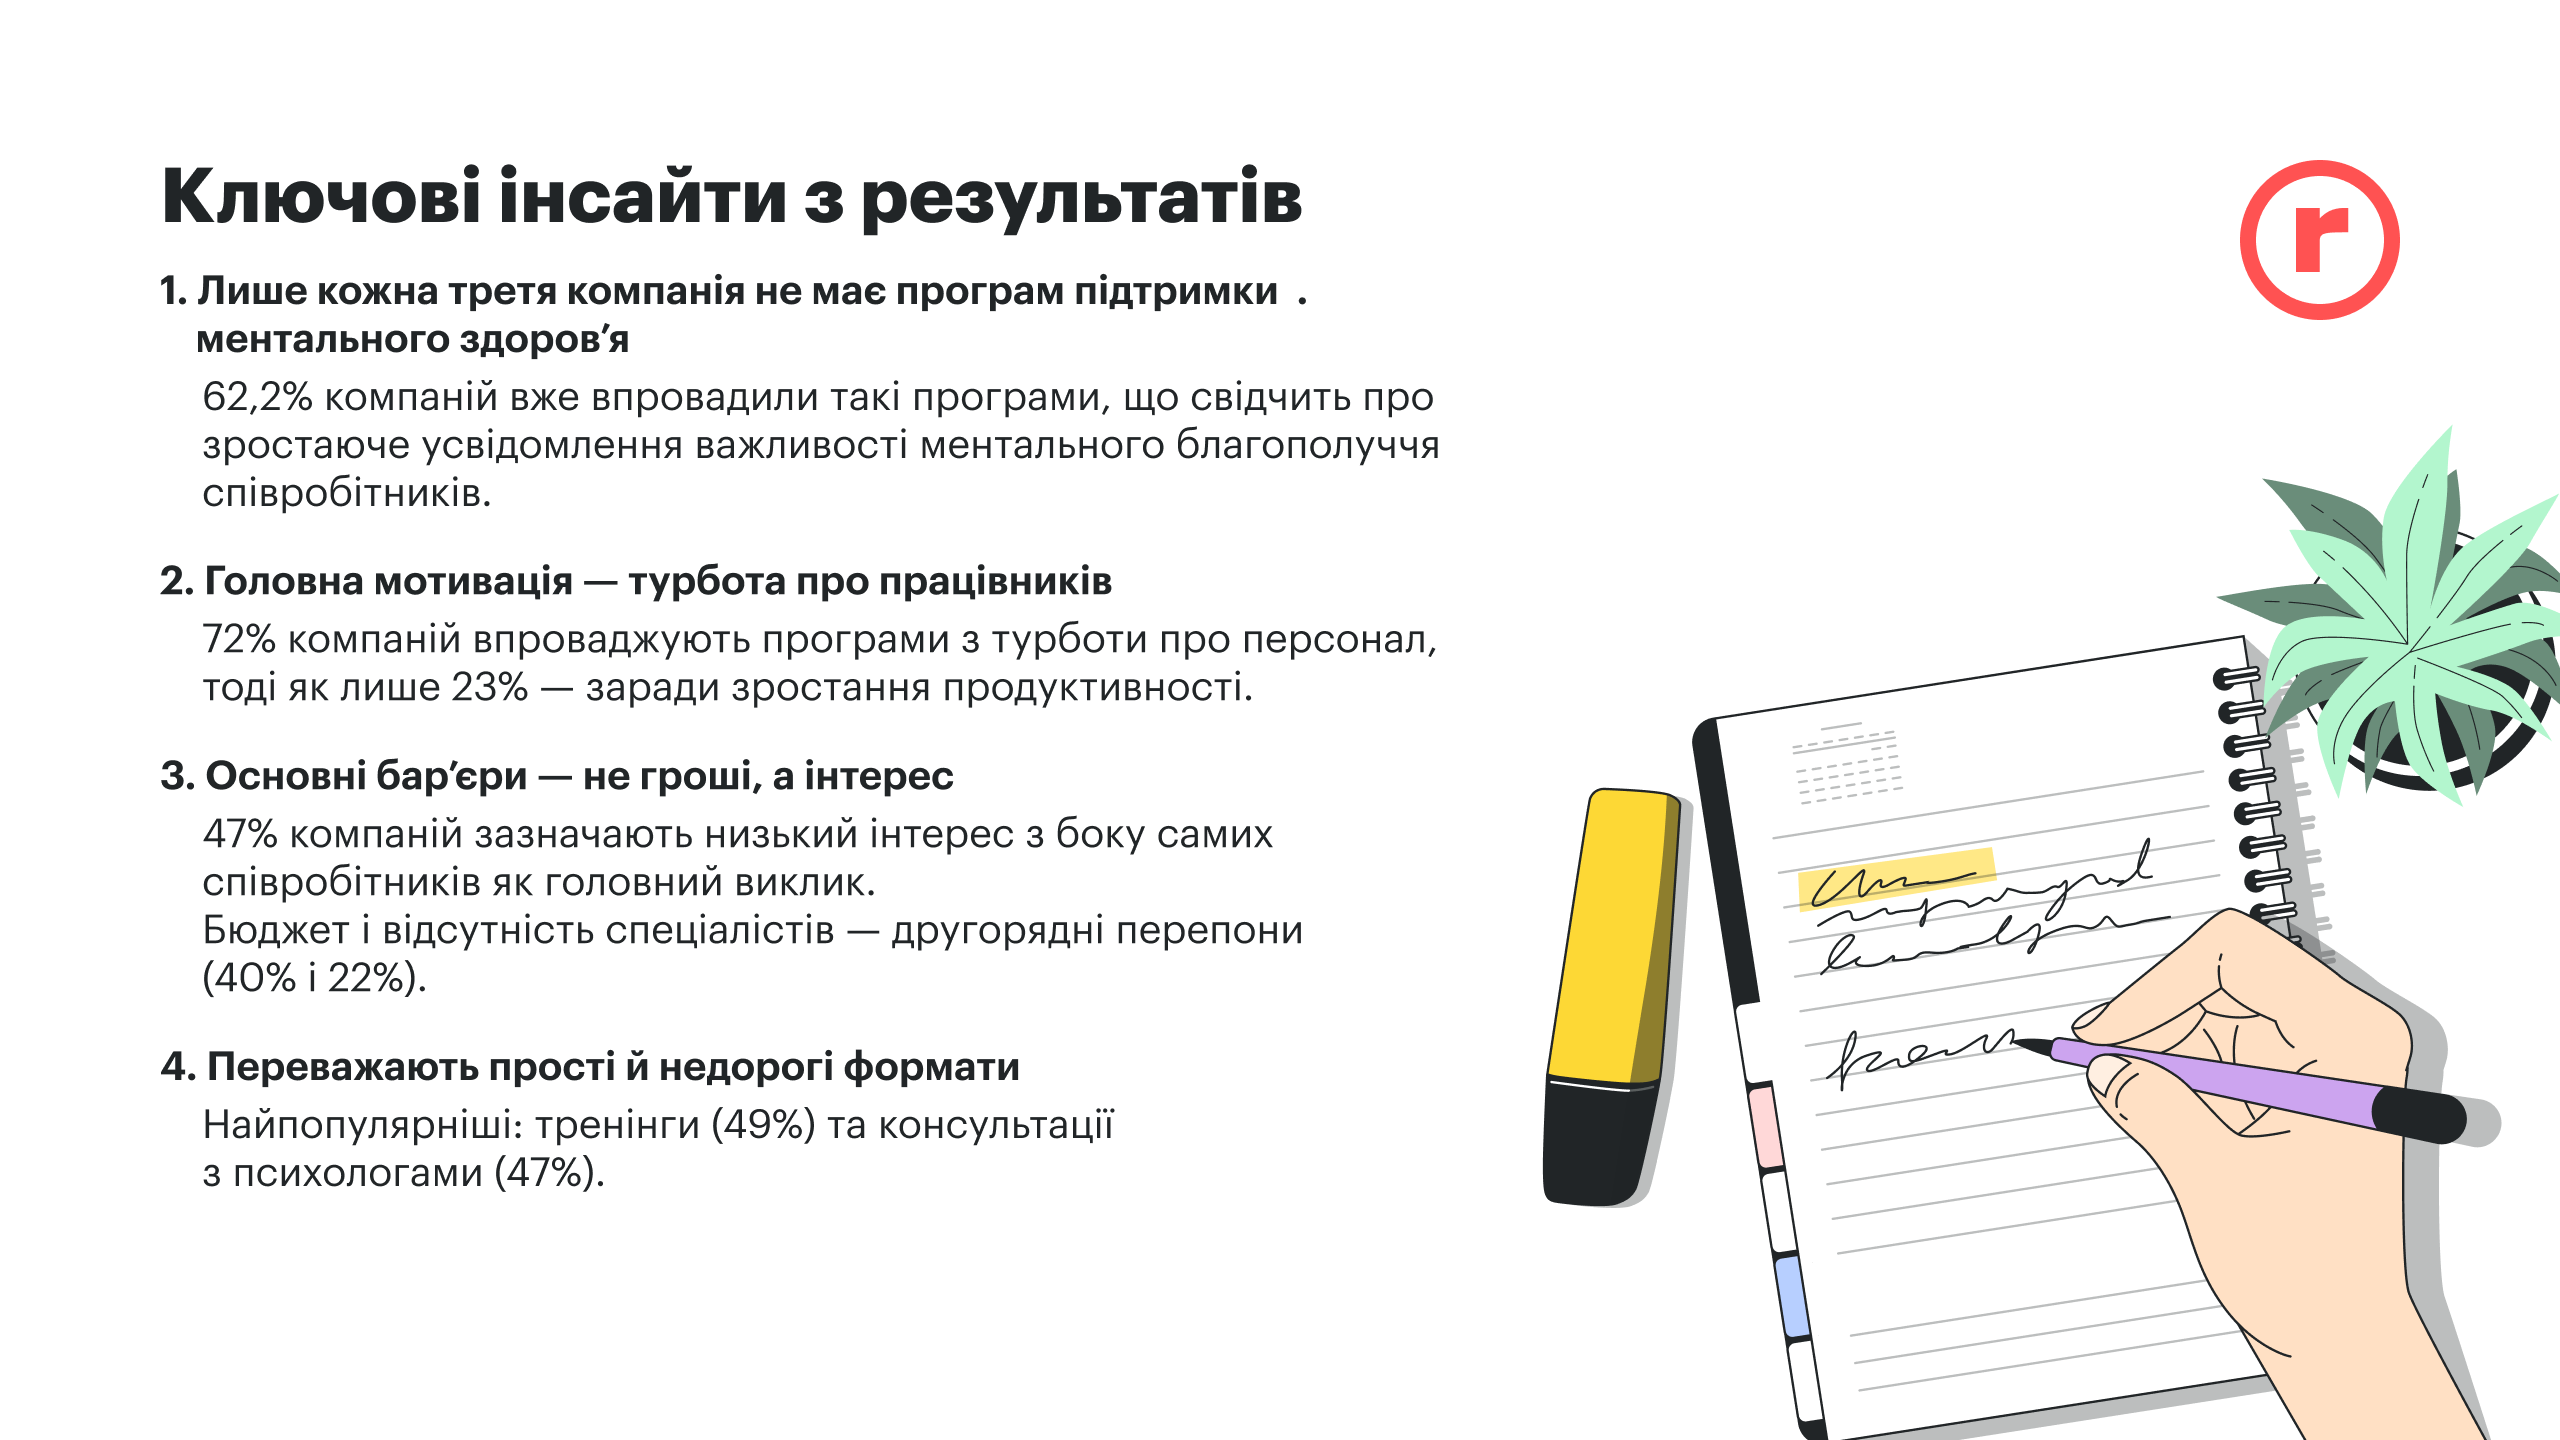 Ключові інсайти з результатів
r
1. Лише кожна третя компанія не має програм підтримки .
ментального здоров’я
62,2% компаній вже впровадили такі програми, що свідчить про
зростаюче усвідомлення важливості ментального благополуччя
співробітників.
2. Головна мотивація — турбота про працівників
72% компаній впроваджують програми з турботи про персонал,
тоді як лише 23% — заради зростання продуктивності.
3. Основні бар’єри — не гроші, а інтерес
47% компаній зазначають низький інтерес з боку самих
співробітників як головний виклик.
Бюджет і відсутність спеціалістів — другорядні перепони
(40% і 22%).
4. Переважають прості й недорогі формати
Найпопулярніші: тренінги (49%) та консультації
з психологами (47%).